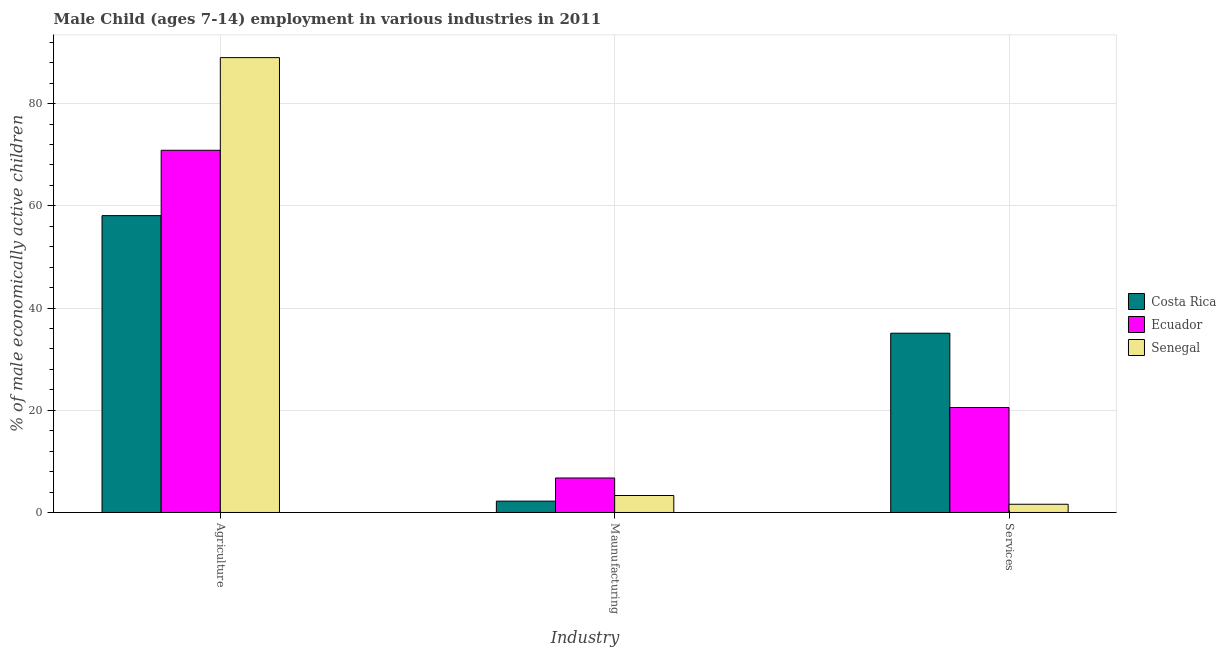 Male Child (ages 7-14) employment in various industries in 2011
% of male economically active children
80
60
40
20
0
Agriculture
Maunufacturing
Services
Industry
Costa Rica
Ecuador
Senegal